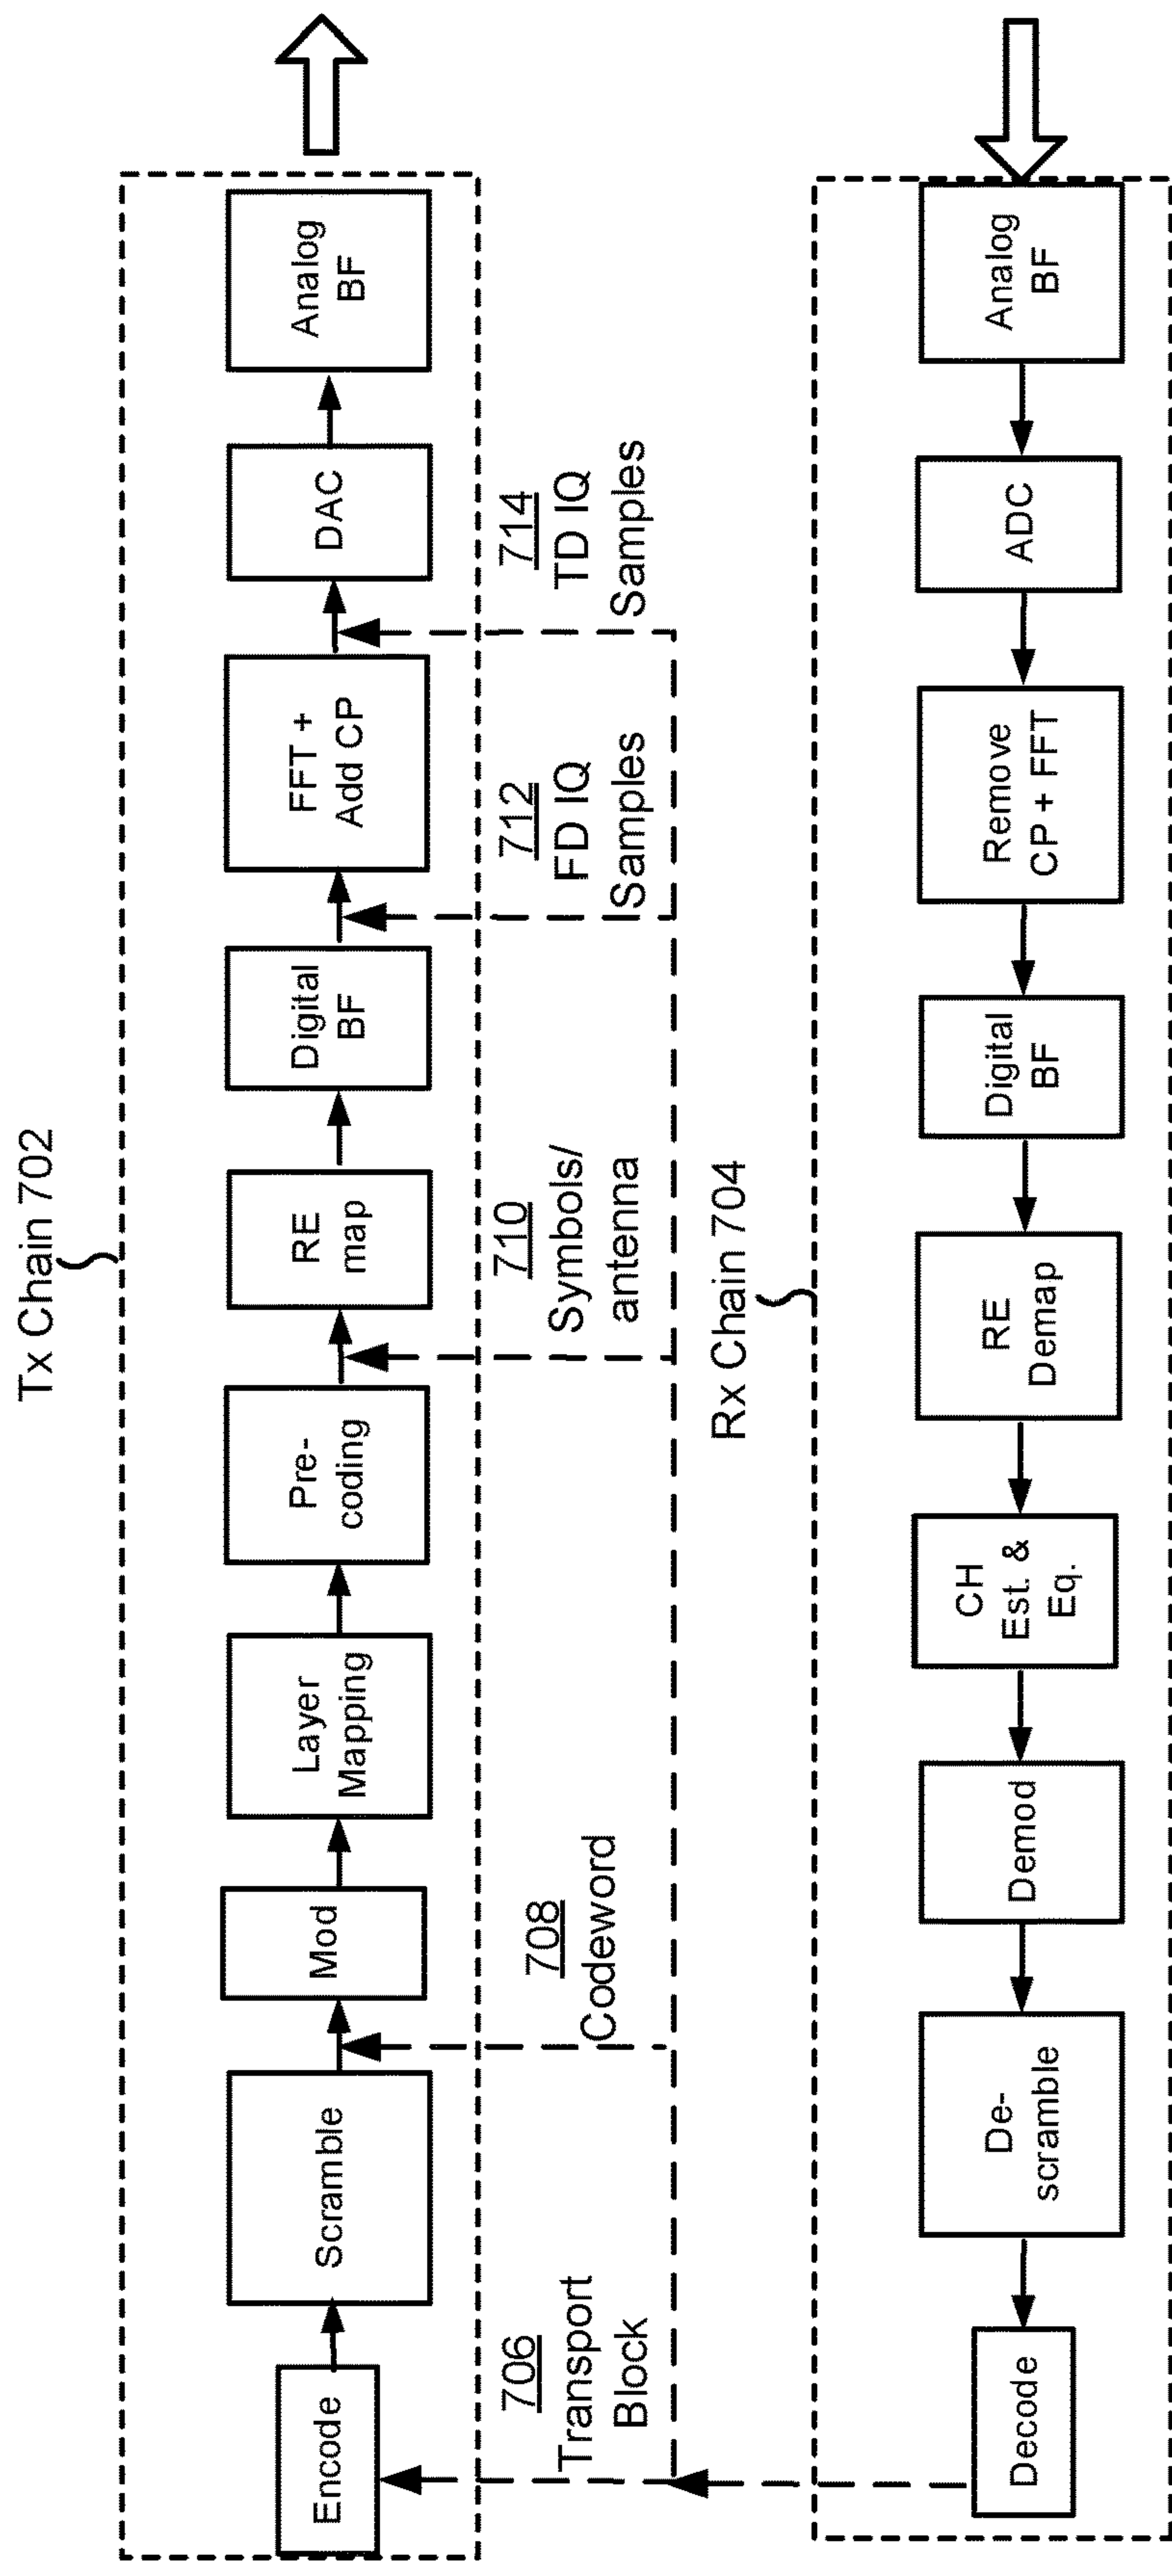 Tx Chain 702
Encode
Scramble
Mod
Layer
Mapping
Pre-
coding
RE
map
Digital
BF
FFT +
Add CP
DAC
Analog
BF
706
Transport
Block
708
Codeword
710
Symbols/
antenna
712
FD IQ
Samples
714
TD IQ
Samples
Rx Chain 704
Decode
De-
scramble
Demod
CH
Est. &
Eq.
RE
Demap
Digital
BF
Remove
CP + FFT
ADC
Analog
BF